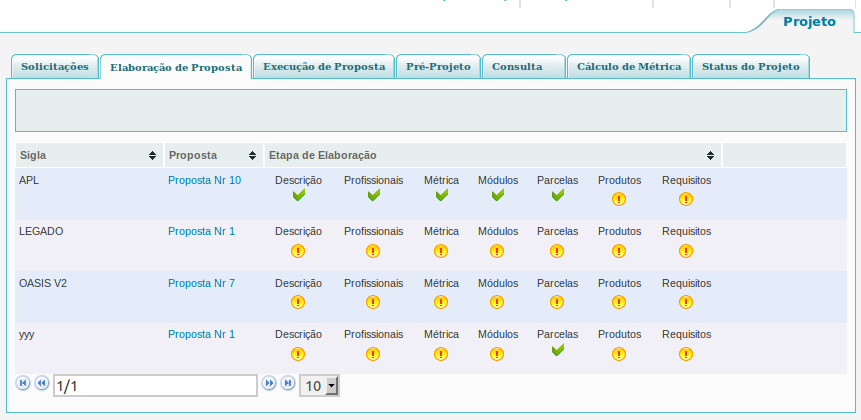 Projeto
Solicitações Elaboração de Proposta Execução de Proposta Pré-Projeto Consulta Cálculo de Métrica Status do Projeto
Sigla Proposta Etapa de Elaboração
APL Proposta Nr 10 Descrição Profissionais Métrica Módulos Parcelas Produtos Requisitos
LEGADO Proposta Nr 1 Descrição Profissionais Métrica Módulos Parcelas Produtos Requisitos
OASIS V2 Proposta Nr 7 Descrição Profissionais Métrica Módulos Parcelas Produtos Requisitos
yyy Proposta Nr 1 Descrição Profissionais Métrica Módulos Parcelas Produtos Requisitos
1/1 10